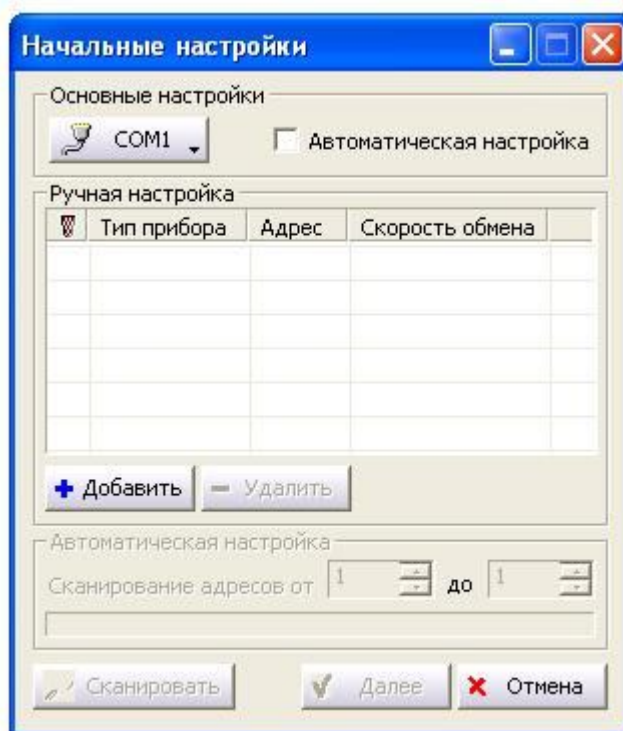 Начальные настройки
Основные настройки
COM1
Автоматическая настройка
Ручная настройка
Тип прибора Адрес Скорость обмена
Добавить Удалить
Автоматическая настройка
Сканирование адресов от 1 до 1
Сканировать Далее Отмена